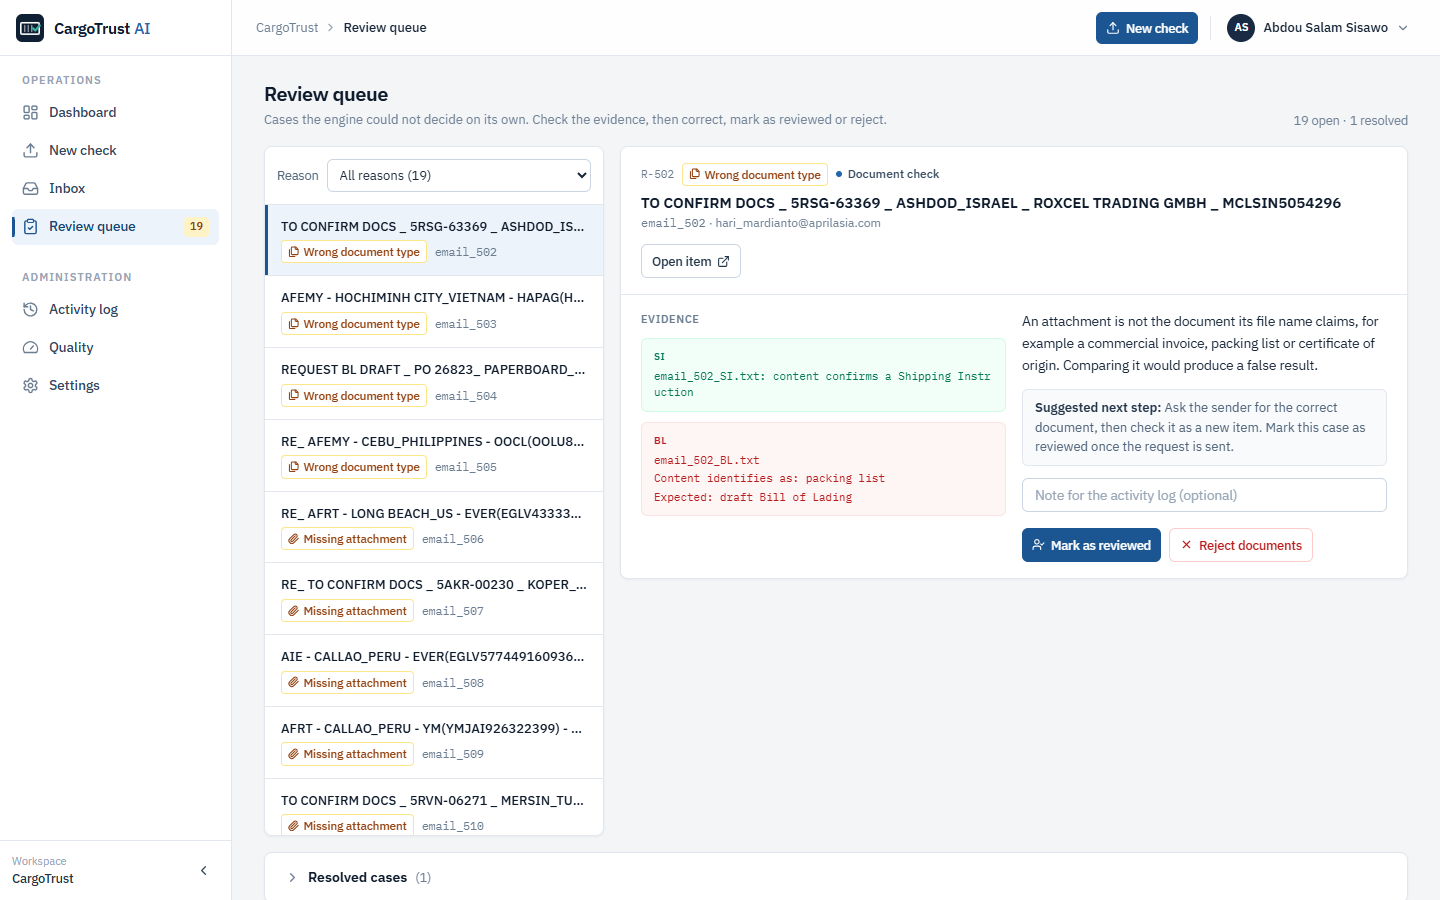 CargoTrust AI
CargoTrust > Review queue
New check
AS Abdou Salam Sisawo
OPERATIONS
Dashboard
New check
Inbox
Review queue 19
ADMINISTRATION
Activity log
Quality
Settings
Workspace
CargoTrust
Review queue
Cases the engine could not decide on its own. Check the evidence, then correct, mark as reviewed or reject.
19 open · 1 resolved
Reason All reasons (19)
TO CONFIRM DOCS _ 5RSG-63369 _ ASHDOD_IS...
Wrong document type email_502
AFEMY - HOCHIMINH CITY_VIETNAM - HAPAG(H...
Wrong document type email_503
REQUEST BL DRAFT _ PO 26823_ PAPERBOARD_...
Wrong document type email_504
RE_ AFEMY - CEBU_PHILIPPINES - OOCL(OOLU8...
Wrong document type email_505
RE_ AFRT - LONG BEACH_US - EVER(EGLV43333...
Missing attachment email_506
RE_ TO CONFIRM DOCS _ 5AKR-00230 _ KOPER_...
Missing attachment email_507
AIE - CALLAO_PERU - EVER(EGLV577449160936...
Missing attachment email_508
AFRT - CALLAO_PERU - YM(YMJAI926322399) - ...
Missing attachment email_509
TO CONFIRM DOCS _ 5RVN-06271 _ MERSIN_TU...
Missing attachment email_510
R-502 Wrong document type Document check
TO CONFIRM DOCS _ 5RSG-63369 _ ASHDOD_ISRAEL _ ROXCEL TRADING GMBH _ MCLSIN5054296
email_502 · hari_mardianto@aprilasia.com
Open item
EVIDENCE
SI
email_502_SI.txt: content confirms a Shipping Instr
uction
BL
email_502_BL.txt
Content identifies as: packing list
Expected: draft Bill of Lading
An attachment is not the document its file name claims, for
example a commercial invoice, packing list or certificate of
origin. Comparing it would produce a false result.
Suggested next step: Ask the sender for the correct
document, then check it as a new item. Mark this case as
reviewed once the request is sent.
Note for the activity log (optional)
Mark as reviewed
Reject documents
Resolved cases (1)